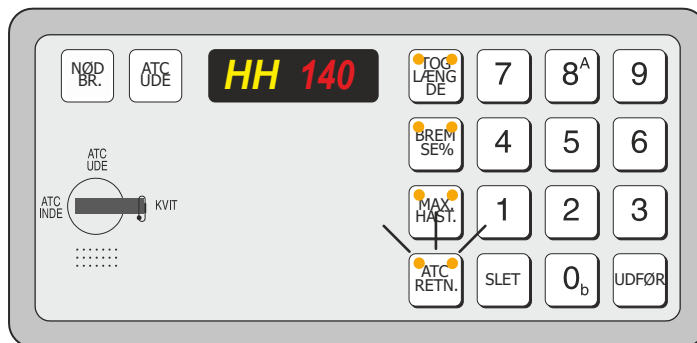 NØD
BR.
ATC
UDE
HH 140
TOG
LÆNG
DE
7
8A
9
BREM
SE%
4
5
6
ATC
UDE
ATC
INDE
KVIT
MAX.
HAST.
1
2
3
ATC
RETN.
SLET
0b
UDFØR